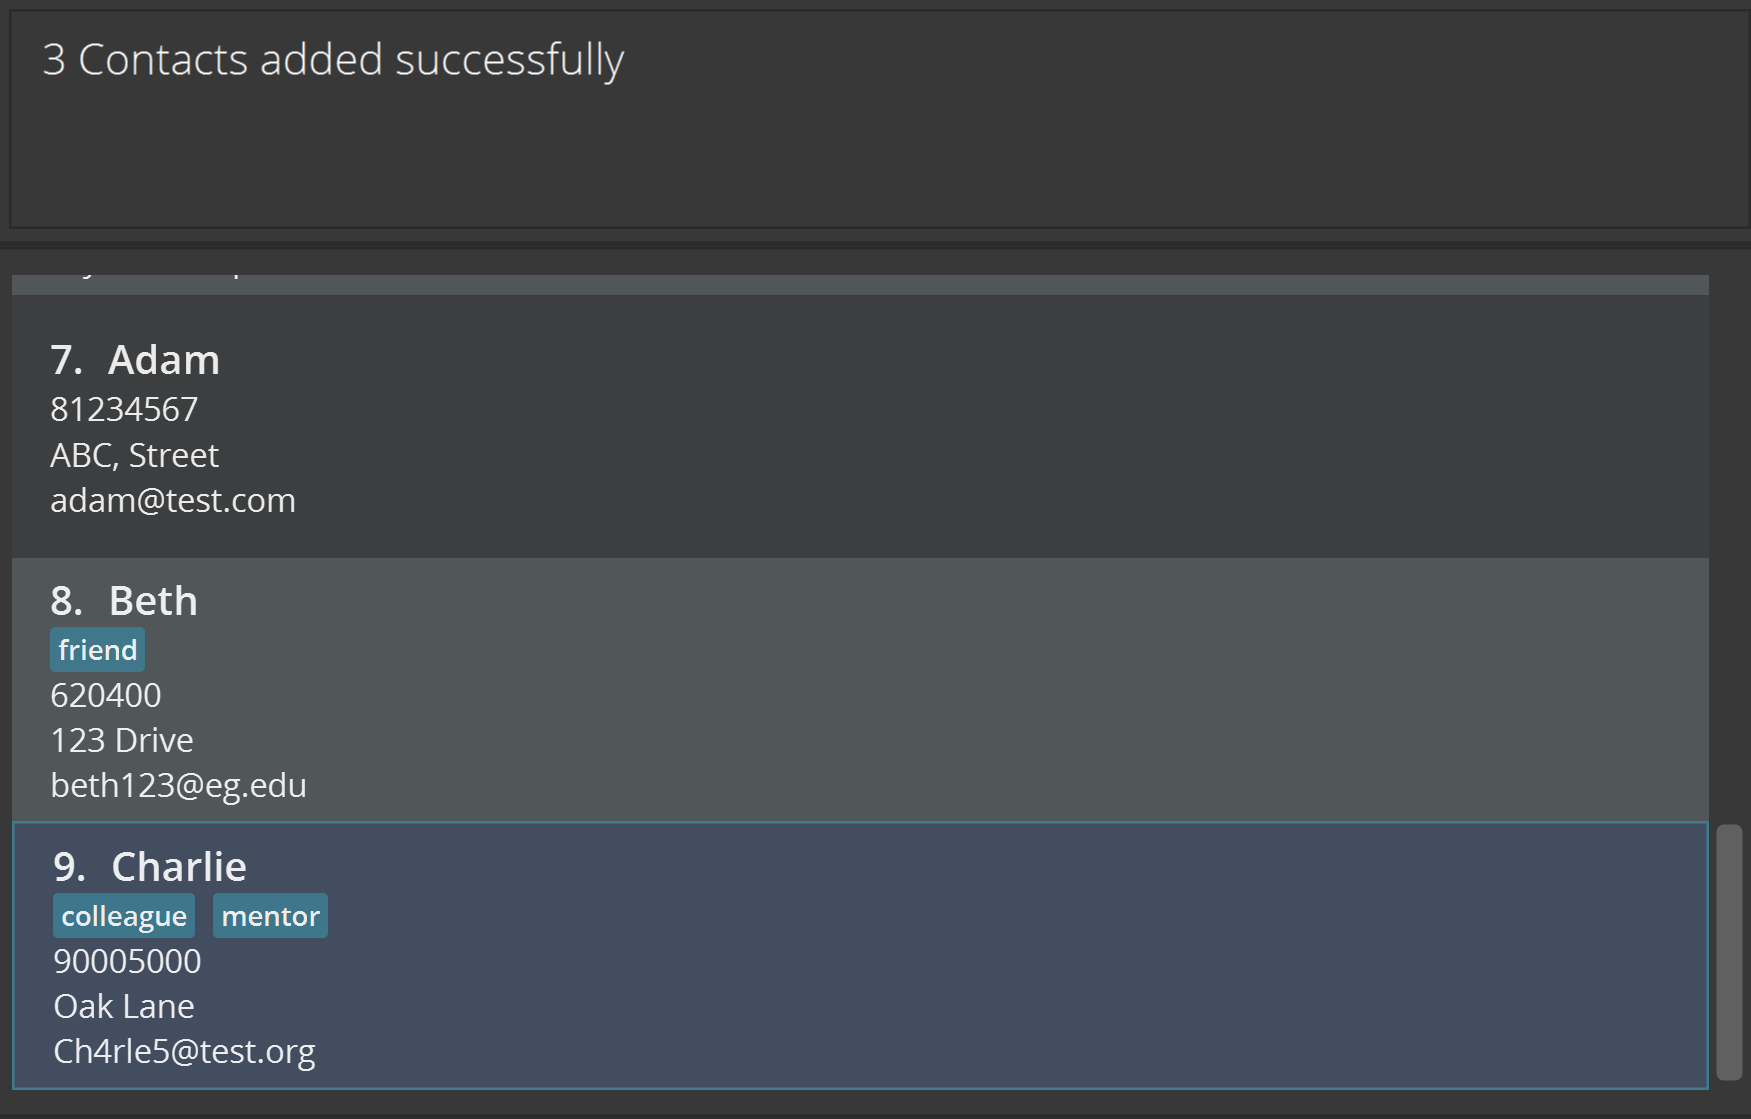 3 Contacts added successfully
7. Adam
81234567
ABC, Street
adam@test.com
8. Beth
friend
620400
123 Drive
beth123@eg.edu
9. Charlie
colleague mentor
90005000
Oak Lane
Ch4rle5@test.org